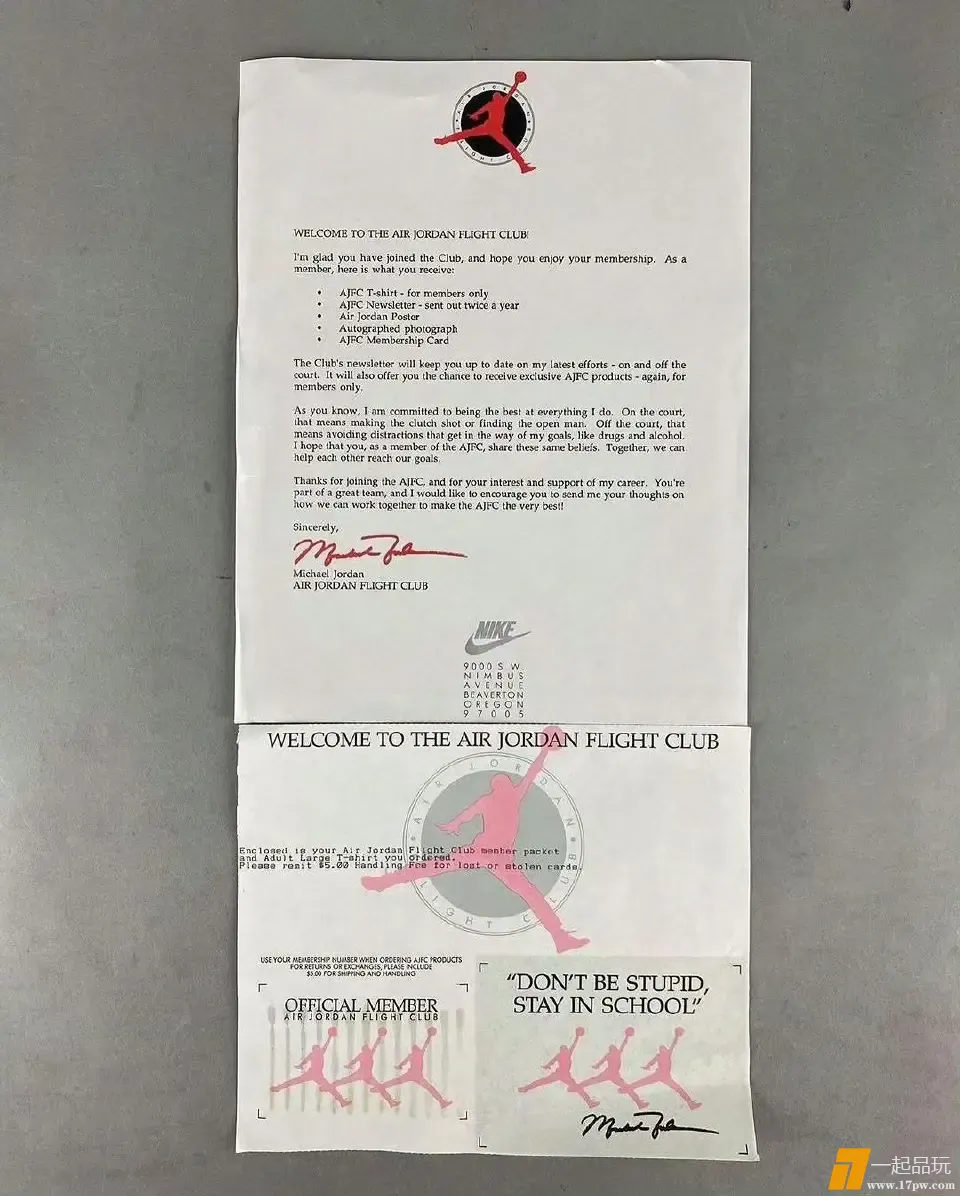 AIR JORDAN FLIGHT CLUB
WELCOME TO THE AIR JORDAN FLIGHT CLUB!
I'm glad you have joined the Club, and hope you enjoy your membership. As a
member, here is what you receive:
• AJFC T-shirt - for members only
• AJFC Newsletter - sent out twice a year
• Air Jordan Poster
• Autographed photograph
• AJFC Membership Card
The Club's newsletter will keep you up to date on my latest efforts - on and off the
court. It will also offer you the chance to receive exclusive AJFC products - again, for
members only.
As you know, I am committed to being the best at everything I do. On the court,
that means making the clutch shot or finding the open man. Off the court, that
means avoiding distractions that get in the way of my goals, like drugs and alcohol.
I hope that you, as a member of the AJFC, share these same beliefs. Together, we can
help each other reach our goals.
Thanks for joining the AJFC, and for your interest and support of my career. You're
part of a great team, and I would like to encourage you to send me your thoughts on
how we can work together to make the AJFC the very best!!
Sincerely,
Michael Jordan
Michael Jordan
AIR JORDAN FLIGHT CLUB
NIKE
9000 S W
NIMBUS
AVENUE
BEAVERTON
OREGON
97005
WELCOME TO THE AIR JORDAN FLIGHT CLUB
AIR JORDAN FLIGHT CLUB
Enclosed is your Air Jordan Flight Club member packet
and Adult Large T-shirt you ordered.
Please remit $5.00 Handling Fee for lost or stolen cards.
USE YOUR MEMBERSHIP NUMBER WHEN ORDERING AJFC PRODUCTS
FOR RETURNS OR EXCHANGES, PLEASE INCLUDE
$3.00 FOR SHIPPING AND HANDLING
OFFICIAL MEMBER
AIR JORDAN FLIGHT CLUB
"DON'T BE STUPID,
STAY IN SCHOOL"
Michael Jordan
一起品玩
www.17pw.com